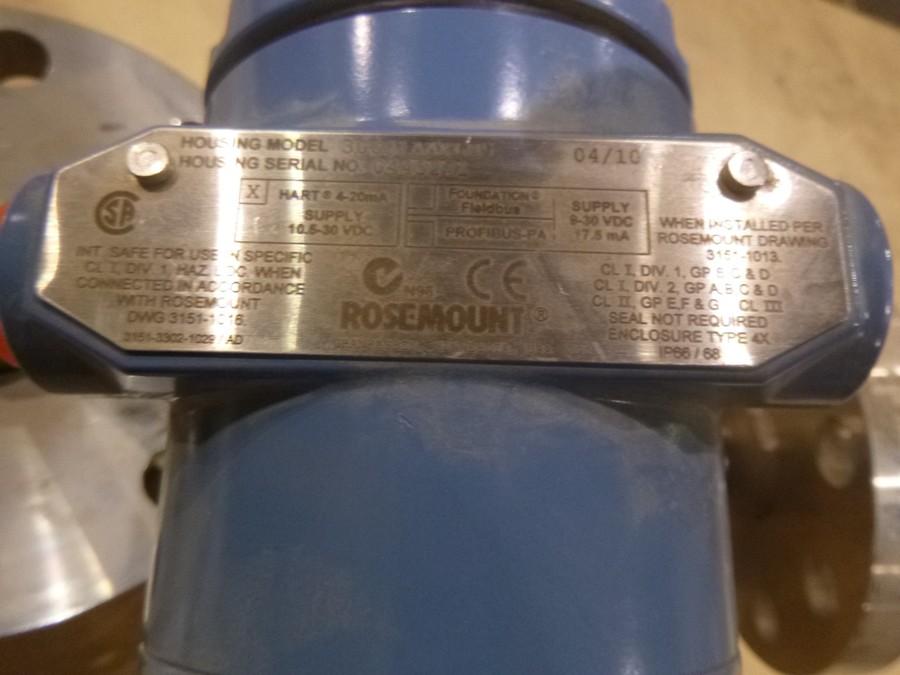 HOUSING MODEL
HOUSING SERIAL NO.
04/10
X
HART® 4-20mA
SUPPLY
10.5-30 VDC
FOUNDATION®
Fieldbus
PROFIBUS-PA
SUPPLY
9-30 VDC
17.5 mA
INT. SAFE FOR USE IN SPECIFIC
CL I, DIV. 1, HAZ. LOC. WHEN
CONNECTED IN ACCORDANCE
WITH ROSEMOUNT
DWG 3151-1016.
3151-3302-1029 / AD
SA
N96
CE
ROSEMOUNT®
WHEN INSTALLED PER
ROSEMOUNT DRAWING
3151-1013.
CL I, DIV. 1, GP B,C & D
CL I, DIV. 2, GP A,B,C & D
CL II, GP E,F & G CL III
SEAL NOT REQUIRED
ENCLOSURE TYPE 4X
IP66 / 68